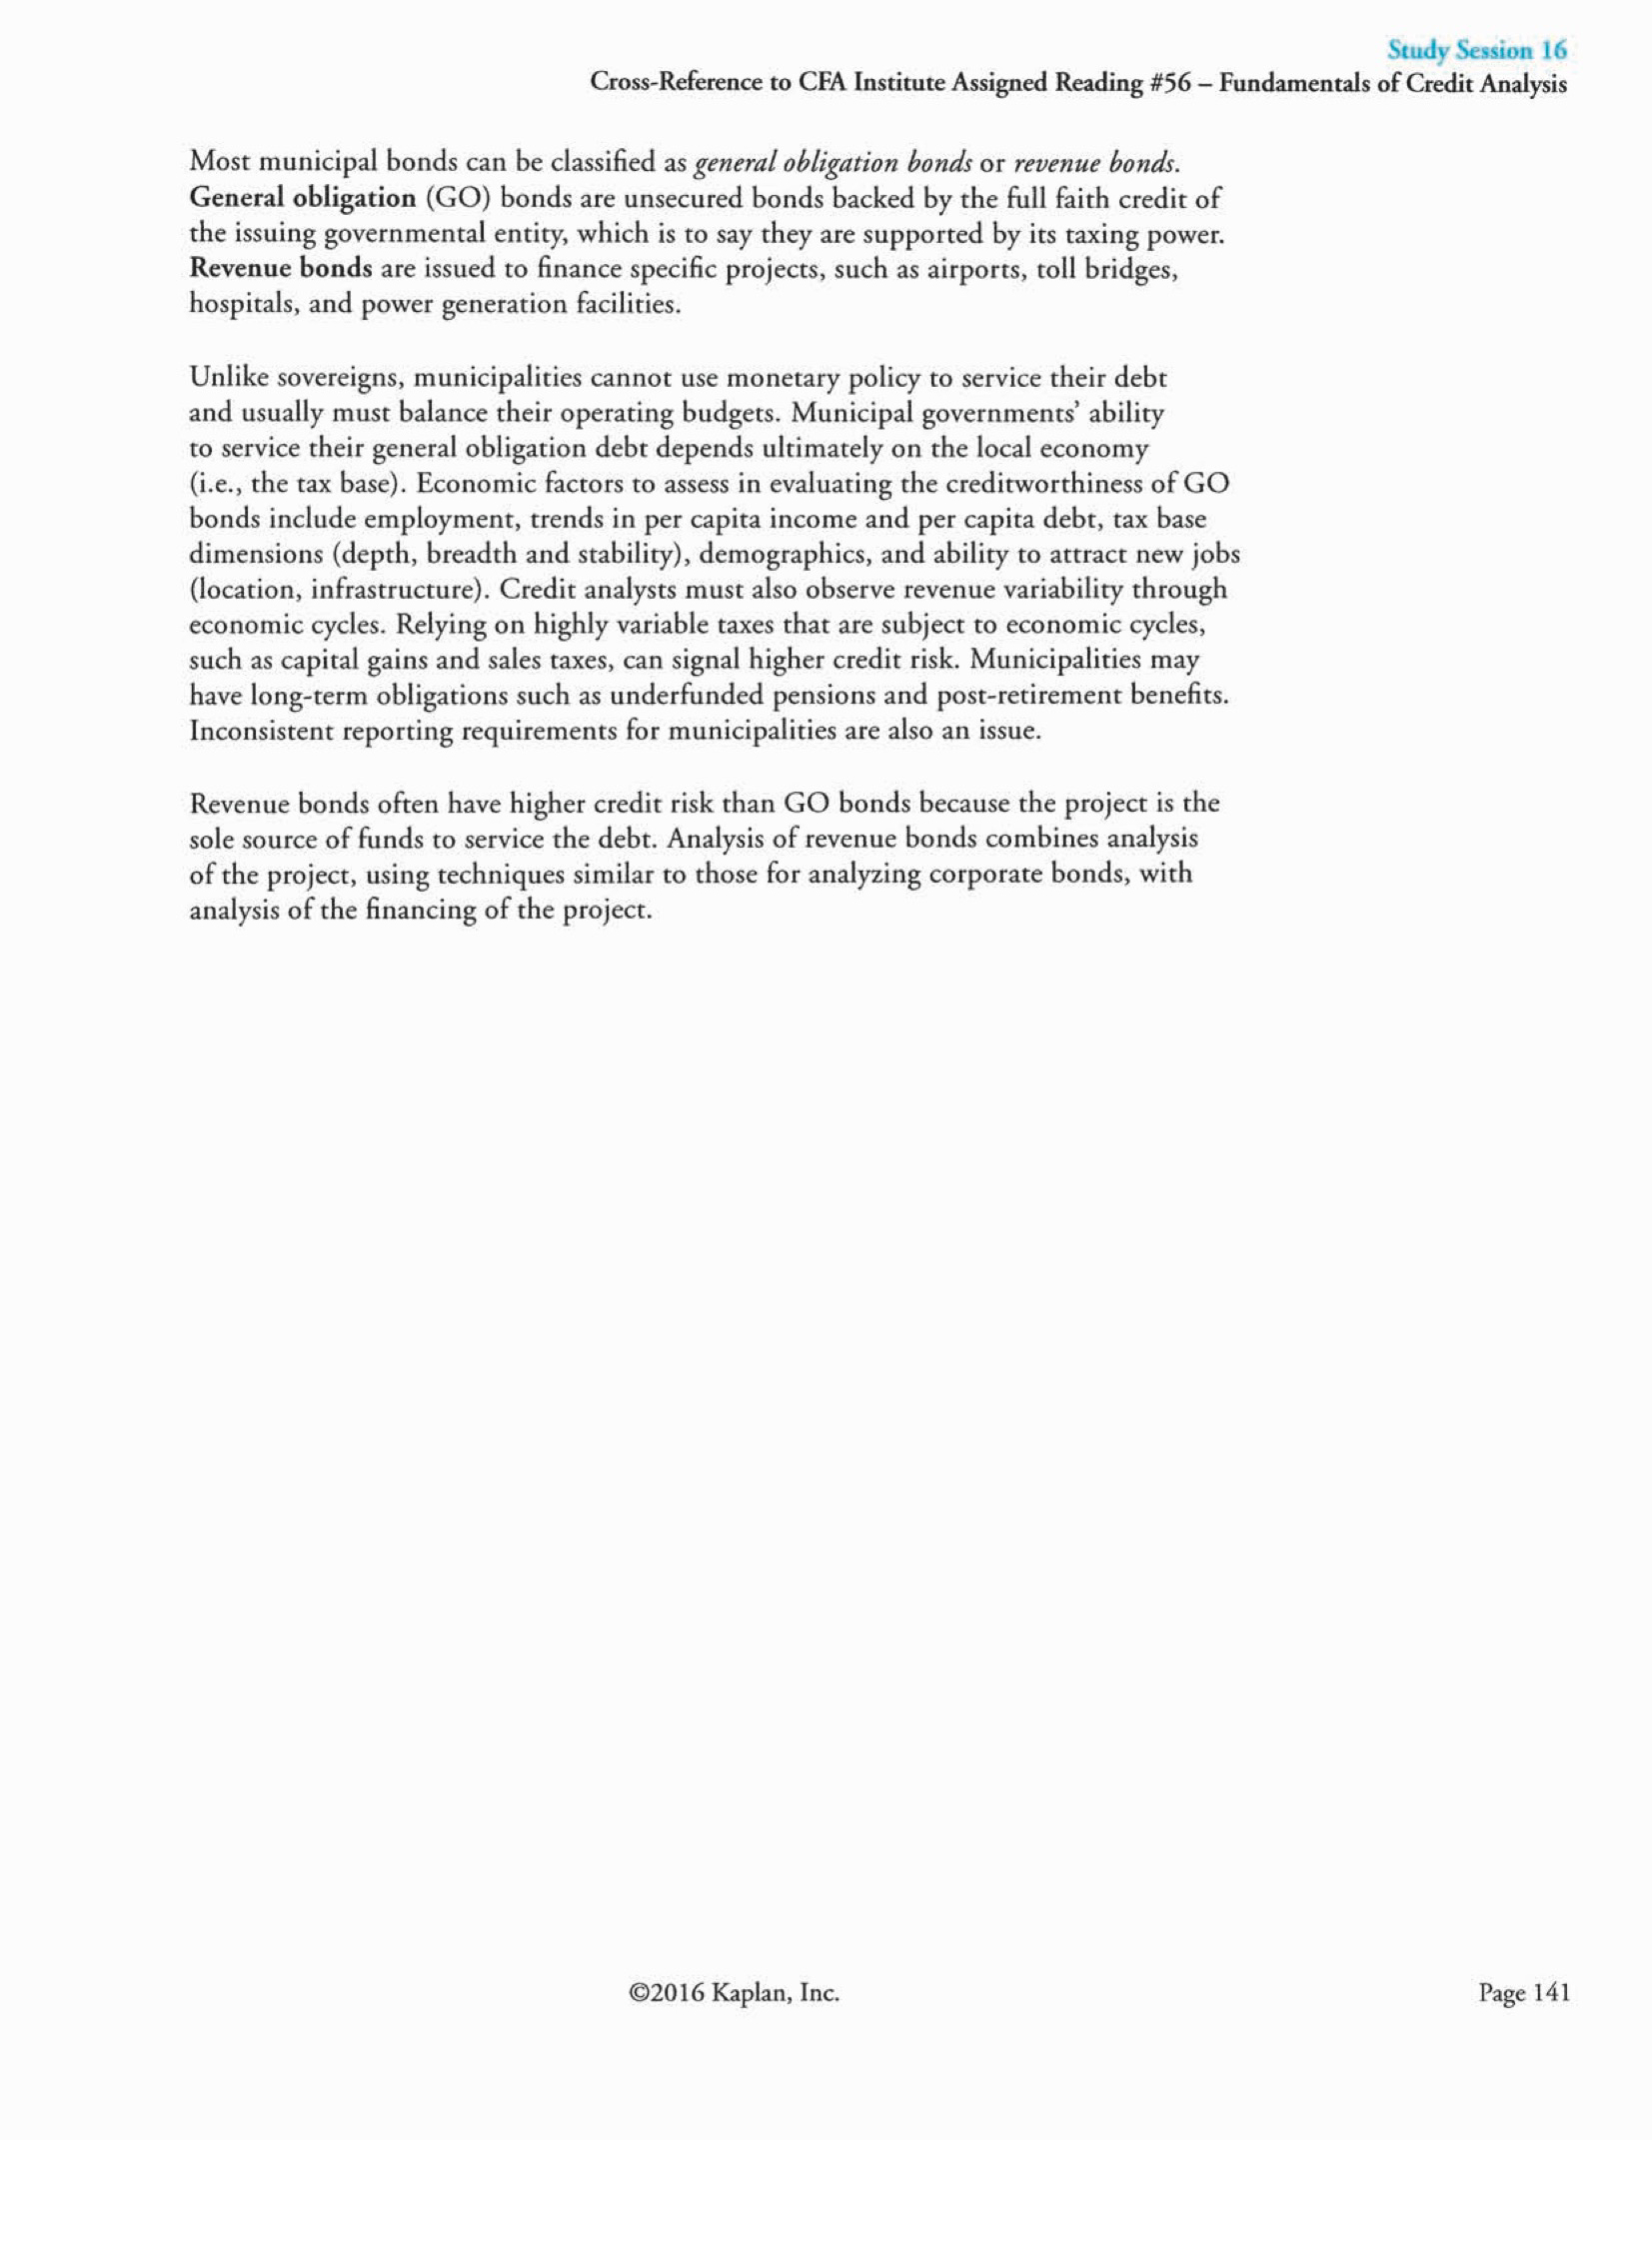 Study Session 16
Cross-Reference to CFA Institute Assigned Reading #56 – Fundamentals of Credit Analysis
Most municipal bonds can be classified as general obligation bonds or revenue bonds.
General obligation (GO) bonds are unsecured bonds backed by the full faith credit of
the issuing governmental entity, which is to say they are supported by its taxing power.
Revenue bonds are issued to finance specific projects, such as airports, toll bridges,
hospitals, and power generation facilities.
Unlike sovereigns, municipalities cannot use monetary policy to service their debt
and usually must balance their operating budgets. Municipal governments’ ability
to service their general obligation debt depends ultimately on the local economy
(i.e., the tax base). Economic factors to assess in evaluating the creditworthiness of GO
bonds include employment, trends in per capita income and per capita debt, tax base
dimensions (depth, breadth and stability), demographics, and ability to attract new jobs
(location, infrastructure). Credit analysts must also observe revenue variability through
economic cycles. Relying on highly variable taxes that are subject to economic cycles,
such as capital gains and sales taxes, can signal higher credit risk. Municipalities may
have long-term obligations such as underfunded pensions and post-retirement benefits.
Inconsistent reporting requirements for municipalities are also an issue.
Revenue bonds often have higher credit risk than GO bonds because the project is the
sole source of funds to service the debt. Analysis of revenue bonds combines analysis
of the project, using techniques similar to those for analyzing corporate bonds, with
analysis of the financing of the project.
©2016 Kaplan, Inc.
Page 141